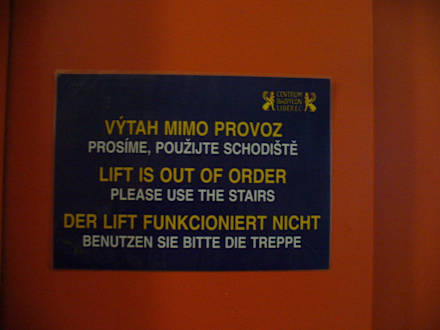 CENTRUM
BABYLON
LIBEREC
VÝTAH MIMO PROVOZ
PROSÍME, POUŽIJTE SCHODIŠTĚ
LIFT IS OUT OF ORDER
PLEASE USE THE STAIRS
DER LIFT FUNKCIONIERT NICHT
BENUTZEN SIE BITTE DIE TREPPE